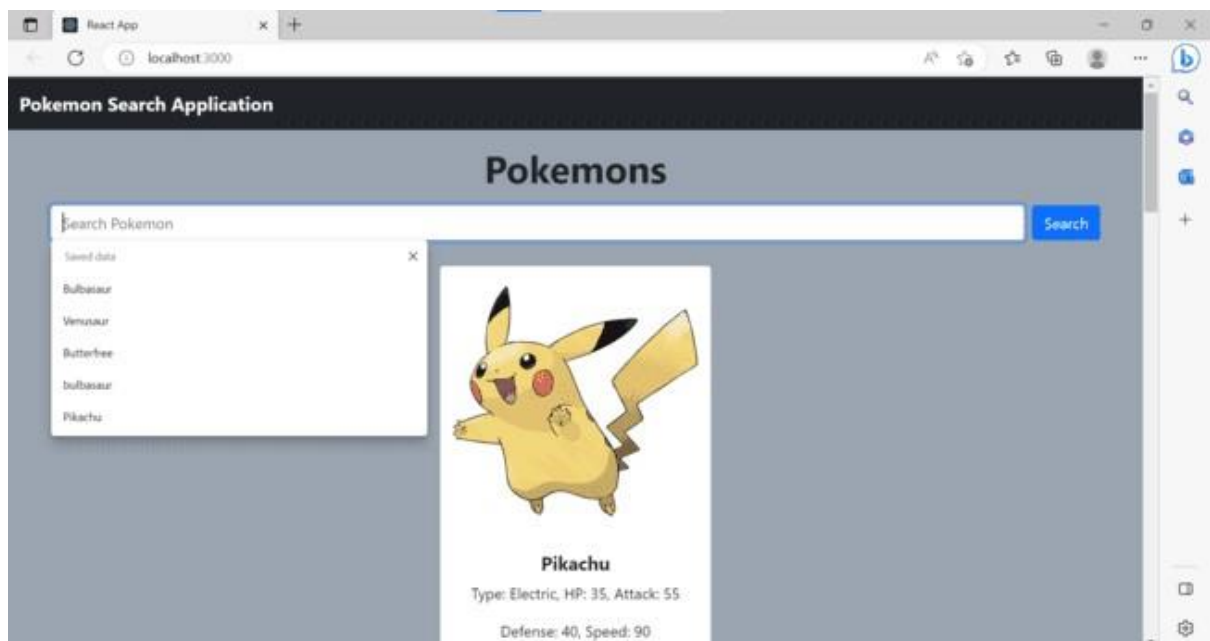 React App
localhost:3000
Pokemon Search Application
Pokemons
Search Pokemon
Search
Saved data
Bulbasaur
Venusaur
Butterfree
bulbasaur
Pikachu
Pikachu
Type: Electric, HP: 35, Attack: 55
Defense: 40, Speed: 90